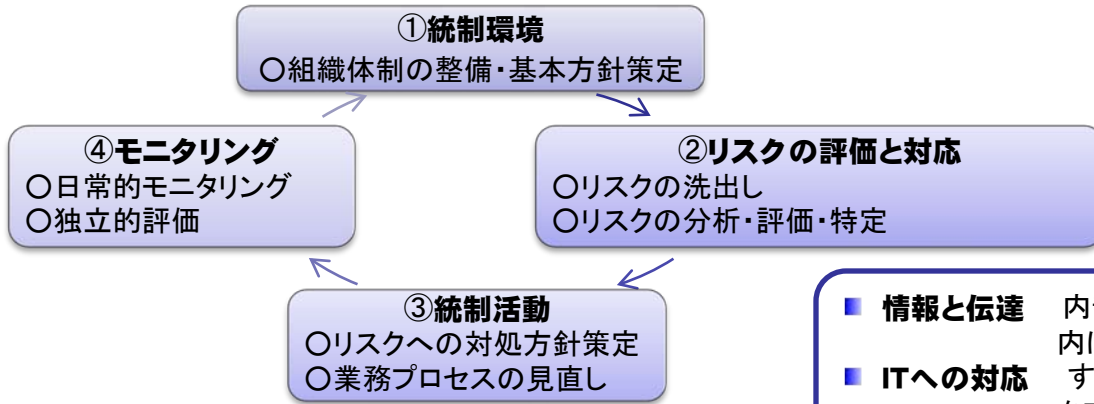 ①統制環境
○組織体制の整備・基本方針策定
②リスクの評価と対応
○リスクの洗出し
○リスクの分析・評価・特定
③統制活動
○リスクへの対処方針策定
○業務プロセスの見直し
④モニタリング
○日常的モニタリング
○独立的評価
■ 情報と伝達
■ ITへの対応